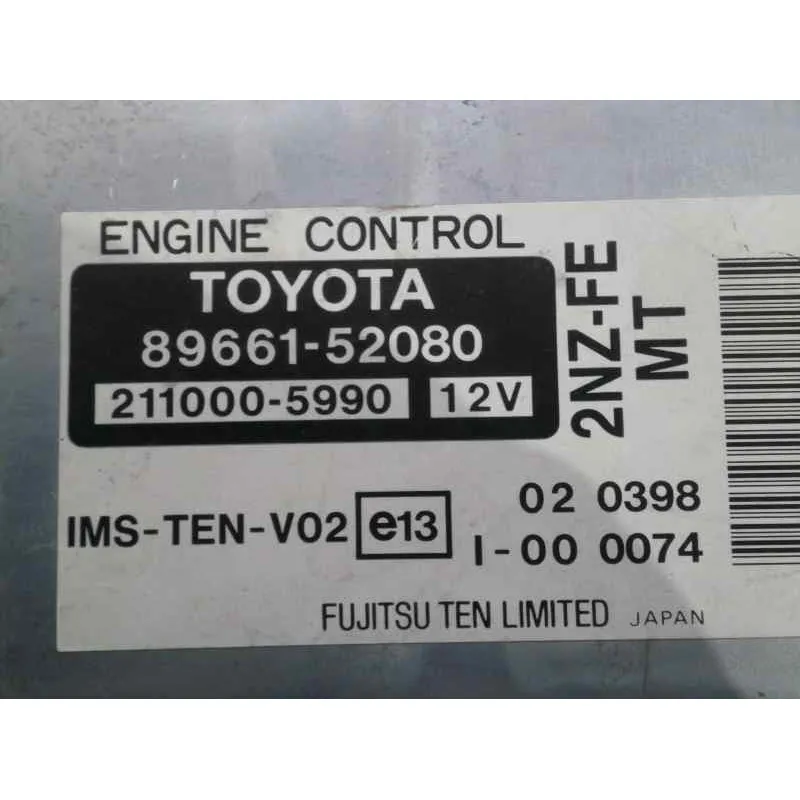 ENGINE CONTROL
TOYOTA
89661-52080
211000-5990 12V
2NZ-FE
MT
IMS-TEN-V02 e13 02 0398
I-00 0074
FUJITSU TEN LIMITED JAPAN